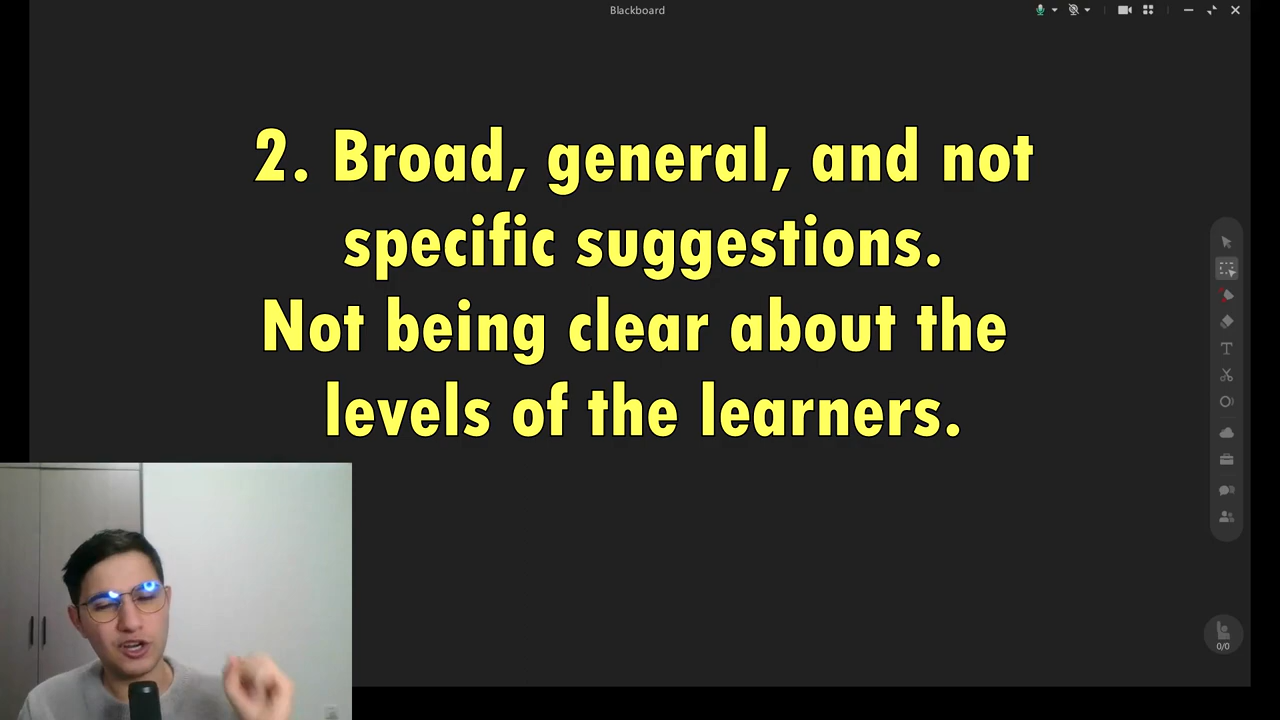 Blackboard
2. Broad, general, and not
specific suggestions.
Not being clear about the
levels of the learners.
T
0/0